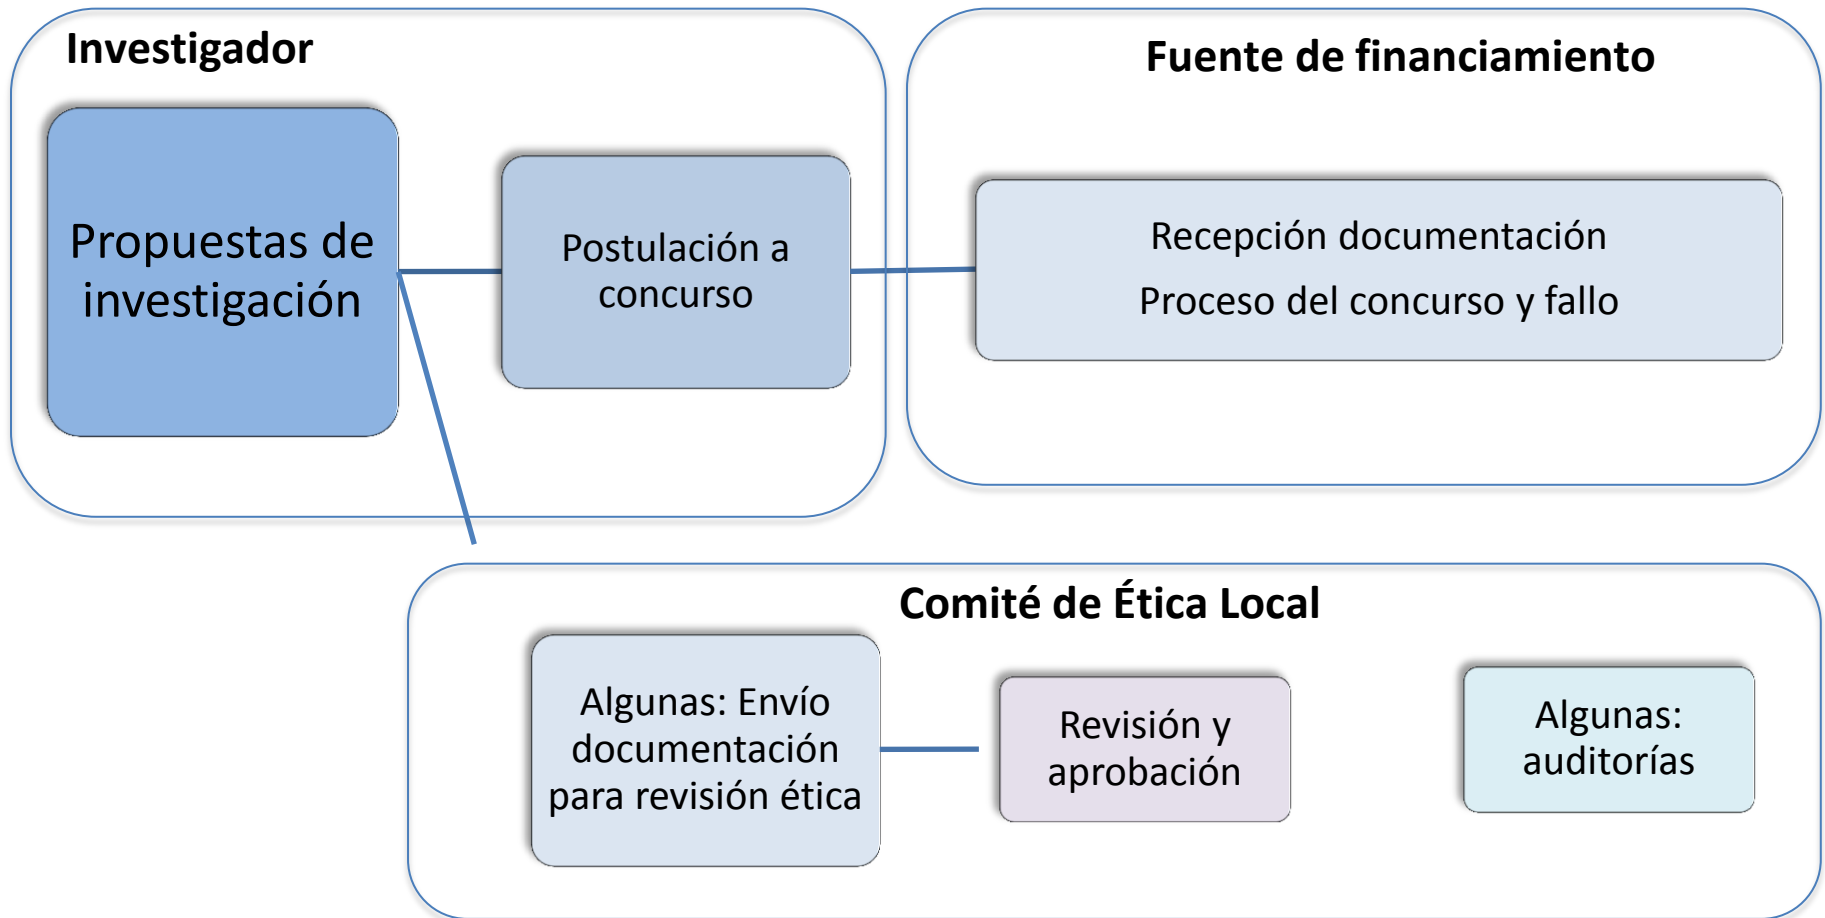 Investigador
Propuestas de
investigación
Postulación a
concurso
Fuente de financiamiento
Recepción documentación
Proceso del concurso y fallo
Comité de Ética Local
Algunas: Envío
documentación
para revisión ética
Revisión y
aprobación
Algunas:
auditorías